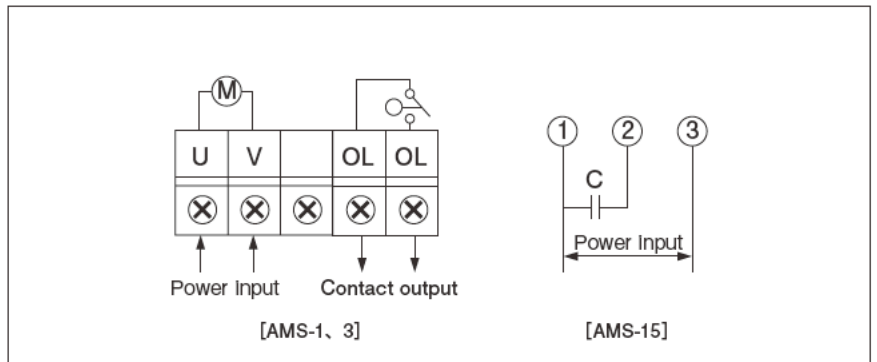 M
U V OL OL
Power Input Contact output
[AMS-1、3]
1 2 3
C
Power Input
[AMS-15]